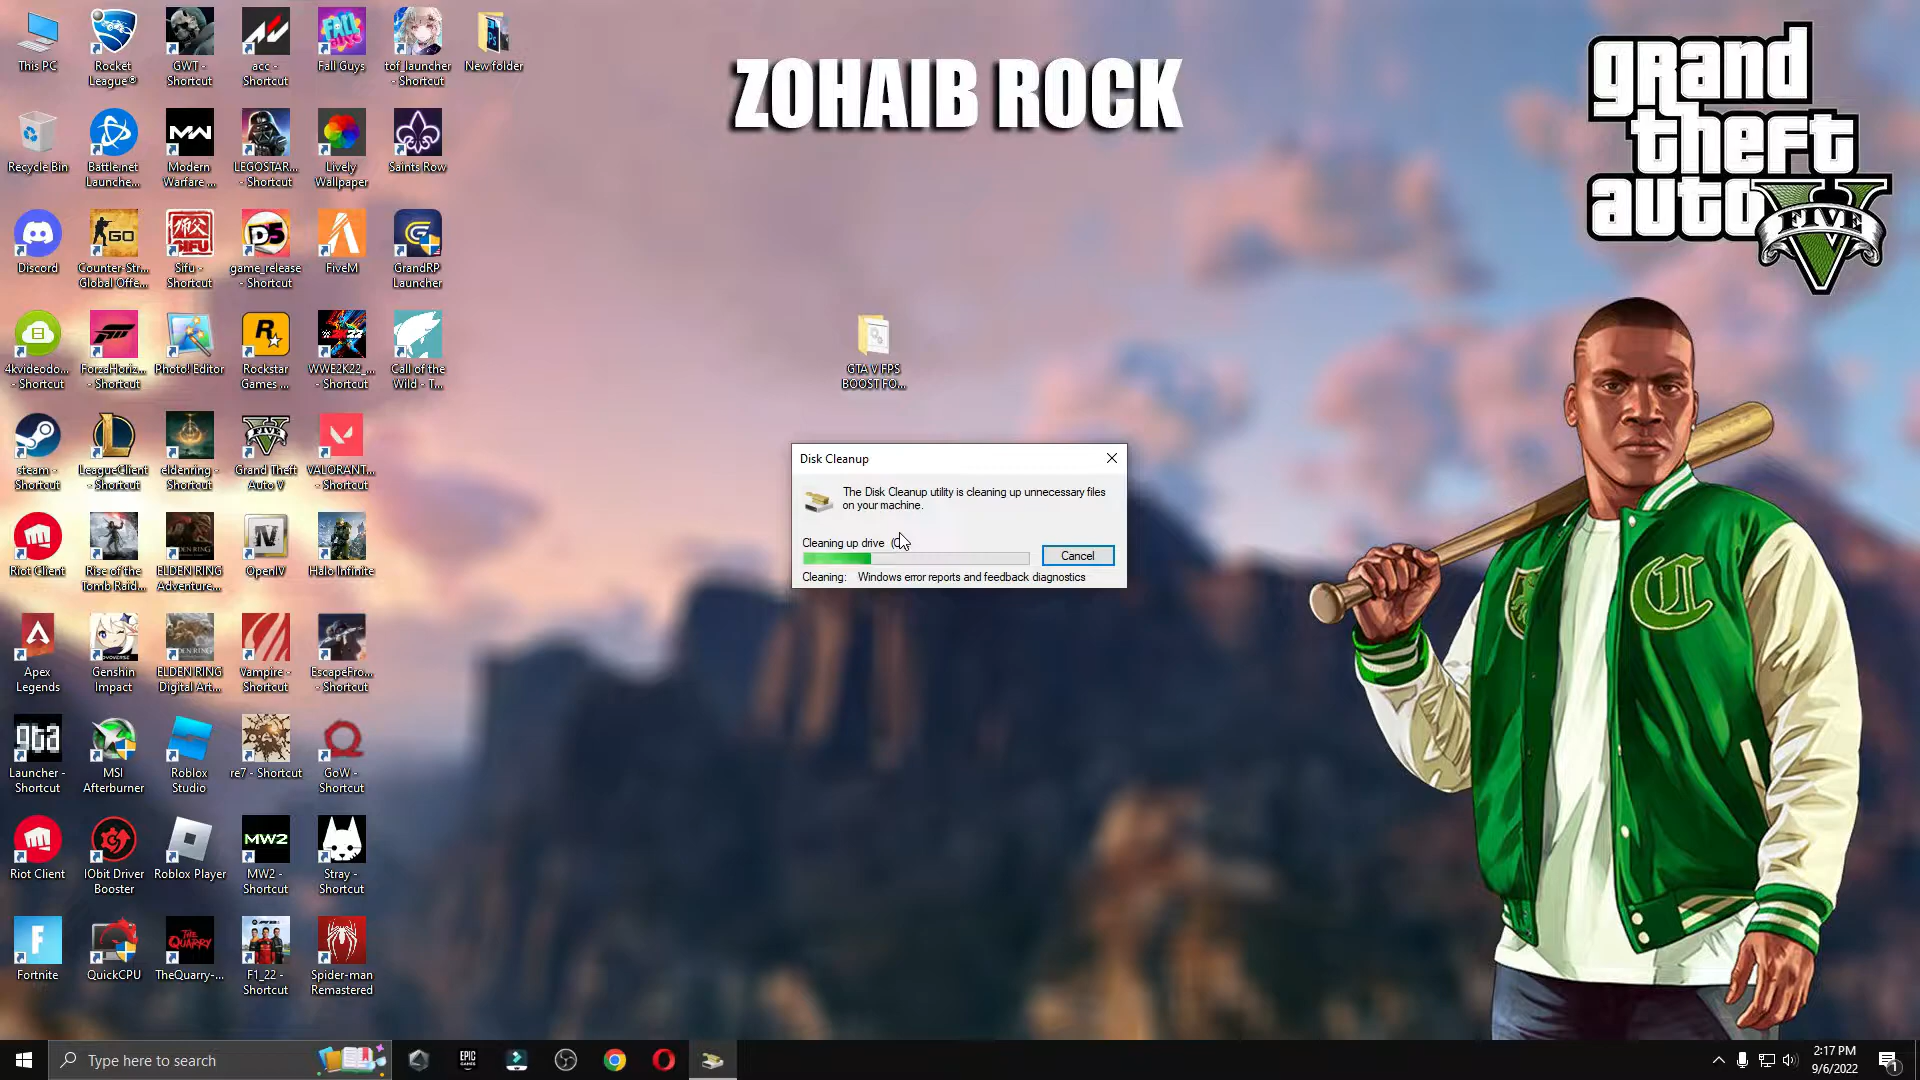 This PC
Rocket
League®
GWT -
Shortcut
acc -
Shortcut
Fall Guys
tof_launcher
- Shortcut
New folder
Recycle Bin
Battle.net
Launche...
Modern
Warfare ...
LEGOSTAR...
- Shortcut
Lively
Wallpaper
Saints Row
Discord
Counter-Str...
Global Offe...
Sifu -
Shortcut
game_release
- Shortcut
FiveM
GrandRP
Launcher
4kvideodo...
- Shortcut
ForzaHoriz...
- Shortcut
Photo! Editor
Rockstar
Games ...
WWE2K22_...
- Shortcut
Call of the
Wild - T...
steam -
Shortcut
LeagueClient
- Shortcut
eldenring -
Shortcut
Grand Theft
Auto V
VALORANT...
- Shortcut
Riot Client
Rise of the
Tomb Raid...
ELDEN RING
Adventure...
OpenIV
Halo Infinite
Apex
Legends
Genshin
Impact
ELDEN RING
Digital Art...
Vampire -
Shortcut
EscapeFro...
- Shortcut
Launcher -
Shortcut
MSI
Afterburner
Roblox
Studio
re7 - Shortcut
GoW -
Shortcut
Riot Client
IObit Driver
Booster
Roblox Player
MW2 -
Shortcut
Stray -
Shortcut
Fortnite
QuickCPU
TheQuarry-...
F1_22 -
Shortcut
Spider-man
Remastered
ZOHAIB ROCK
grand
theft
auto
FIVE
GTA V FPS
BOOST FO...
Disk Cleanup
The Disk Cleanup utility is cleaning up unnecessary files
on your machine.
Cleaning up drive
Cancel
Cleaning: Windows error reports and feedback diagnostics
Type here to search
EPIC
GAMES
2:17 PM
9/6/2022
1